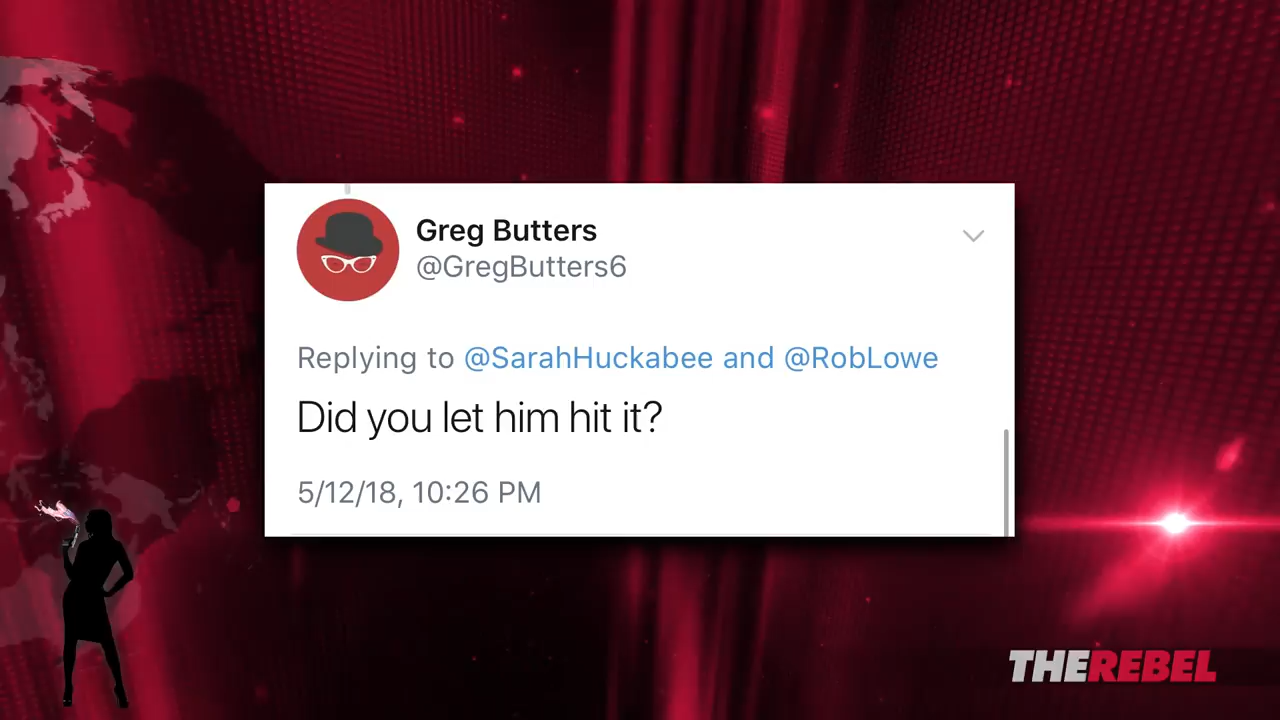 Greg Butters
@GregButters6
Replying to @SarahHuckabee and @RobLowe
Did you let him hit it?
5/12/18, 10:26 PM
THEREBEL